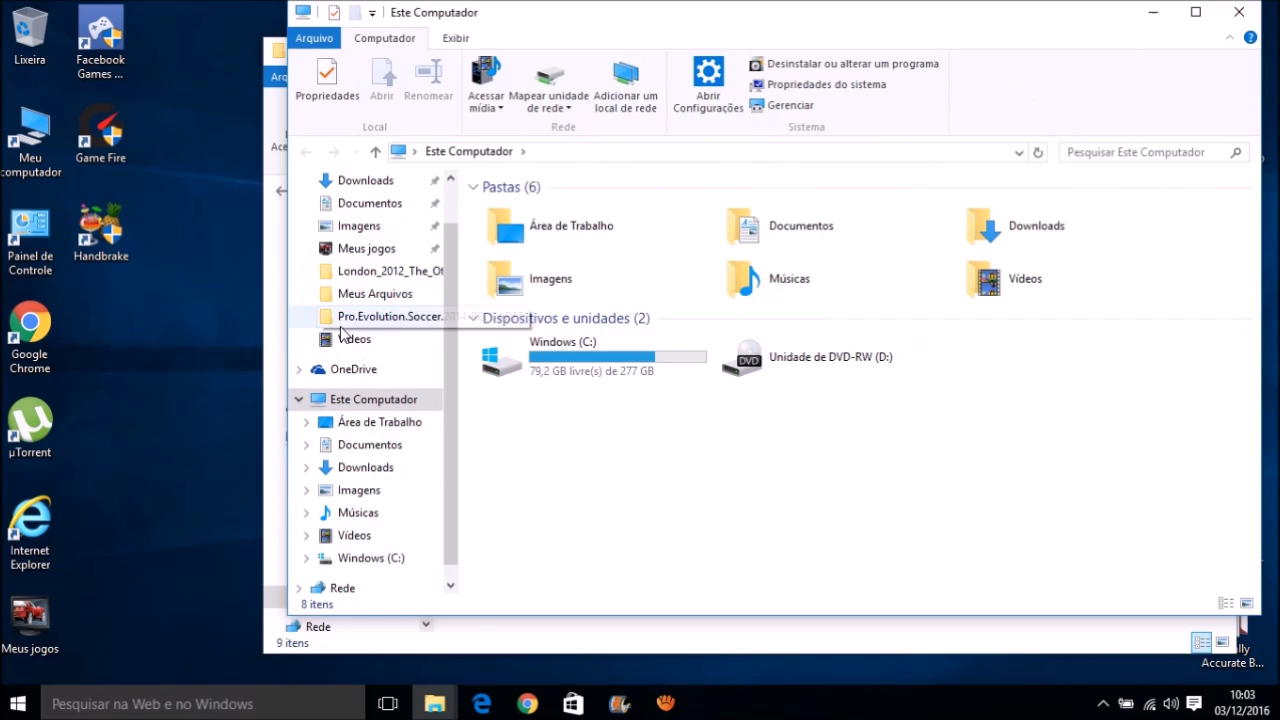 Lixeira
Facebook
Games ...
Meu
computador
Game Fire
Painel de
Controle
Handbrake
Google
Chrome
µTorrent
Internet
Explorer
Meus jogos
Este Computador
Arquivo
Computador
Exibir
Propriedades
Abrir
Renomear
Local
Acessar
mídia
Mapear unidade
de rede
Adicionar um
local de rede
Rede
Abrir
Configurações
Desinstalar ou alterar um programa
Propriedades do sistema
Gerenciar
Sistema
Este Computador
Pesquisar Este Computador
Downloads
Documentos
Imagens
Meus jogos
London_2012_The_Of
Meus Arquivos
Pro.Evolution.Soccer.
Vídeos
OneDrive
Este Computador
Área de Trabalho
Documentos
Downloads
Imagens
Músicas
Vídeos
Windows (C:)
Rede
8 itens
Pastas (6)
Área de Trabalho
Documentos
Downloads
Imagens
Músicas
Vídeos
Dispositivos e unidades (2)
Windows (C:)
79,2 GB livre(s) de 277 GB
Unidade de DVD-RW (D:)
Rede
9 itens
Accurate B...
Pesquisar na Web e no Windows
10:03
03/12/2016